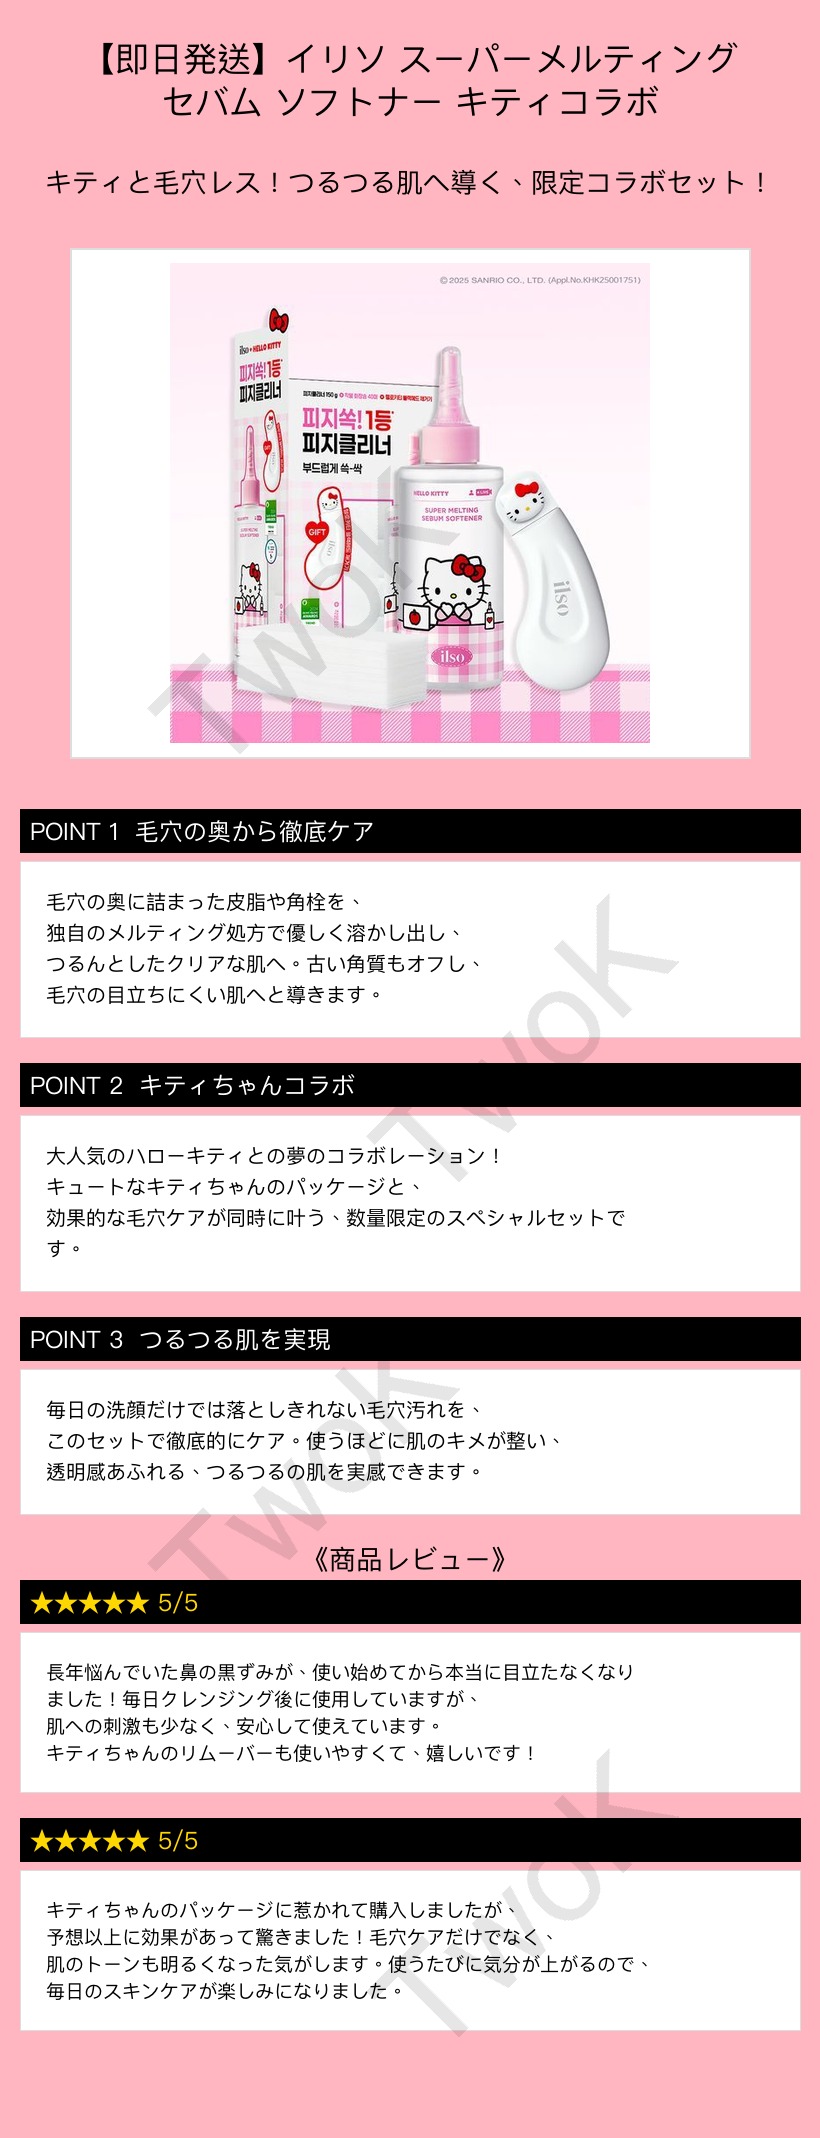 【即日発送】イリソ スーパーメルティング
セバム ソフトナー キティコラボ
キティと毛穴レス！つるつる肌へ導く、限定コラボセット！
© 2025 SANRIO CO., LTD. (Appl.No.KHK25001751)
ilso × HELLO KITTY
피지쏙! 1등
피지클리너
피지클리너 150 g
피지쏙! 1등
피지클리너
부드럽게 쓱-싹
GIFT
GIFT
ilso
HELLO KITTY
SUPER MELTING
SEBUM SOFTENER
ilso
ilso
TwoK
POINT 1 毛穴の奥から徹底ケア
毛穴の奥に詰まった皮脂や角栓を、
独自のメルティング処方で優しく溶かし出し、
つるんとしたクリアな肌へ。古い角質もオフし、
毛穴の目立ちにくい肌へと導きます。
TwoK
POINT 2 キティちゃんコラボ
大人気のハローキティとの夢のコラボレーション！
キュートなキティちゃんのパッケージと、
効果的な毛穴ケアが同時に叶う、数量限定のスペシャルセットで
す。
POINT 3 つるつる肌を実現
毎日の洗顔だけでは落としきれない毛穴汚れを、
このセットで徹底的にケア。使うほどに肌のキメが整い、
透明感あふれる、つるつるの肌を実感できます。
TwoK
《商品レビュー》
★★★★★ 5/5
長年悩んでいた鼻の黒ずみが、使い始めてから本当に目立たなくなり
ました！毎日クレンジング後に使用していますが、
肌への刺激も少なく、安心して使えています。
キティちゃんのリムーバーも使いやすくて、嬉しいです！
★★★★★ 5/5
キティちゃんのパッケージに惹かれて購入しましたが、
予想以上に効果があって驚きました！毛穴ケアだけでなく、
肌のトーンも明るくなった気がします。使うたびに気分が上がるので、
毎日のスキンケアが楽しみになりました。
TwoK